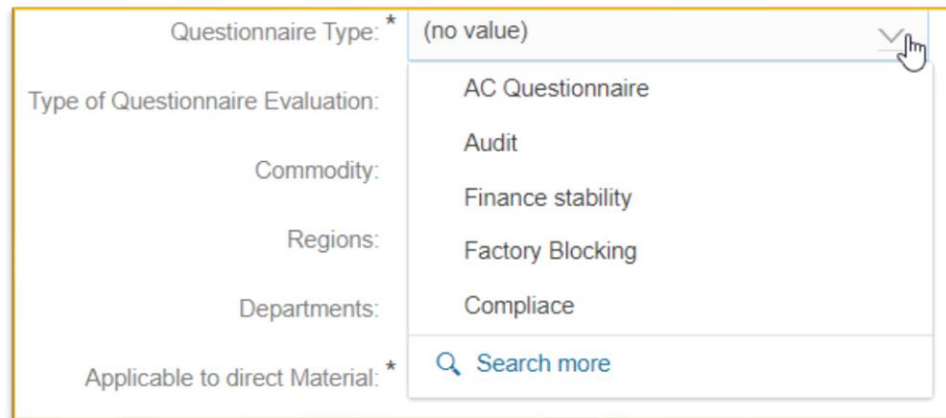 Questionnaire Type: * (no value)
AC Questionnaire
Type of Questionnaire Evaluation:
Audit
Commodity:
Finance stability
Regions:
Factory Blocking
Departments:
Compliace
Applicable to direct Material: *
Search more